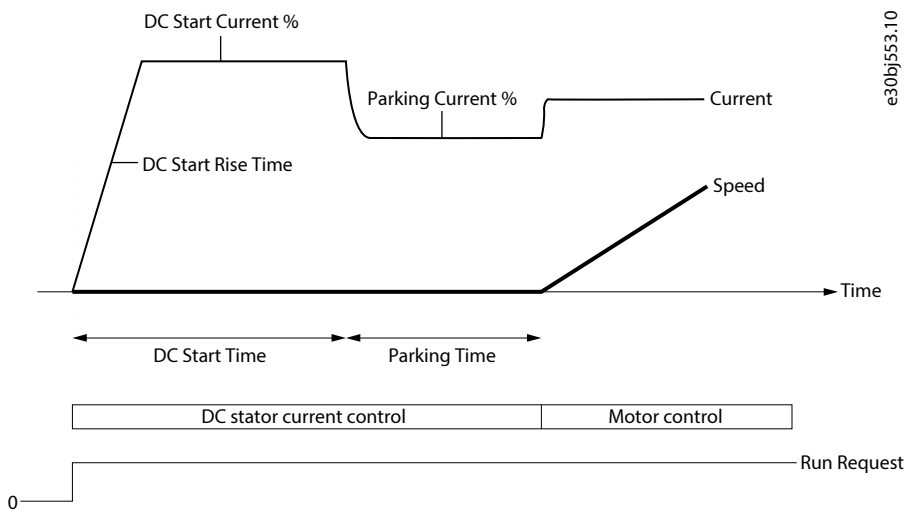 DC Start Current %
e30bj553.10
Parking Current %
Current
DC Start Rise Time
Speed
Time
DC Start Time
Parking Time
DC stator current control
Motor control
Run Request
0